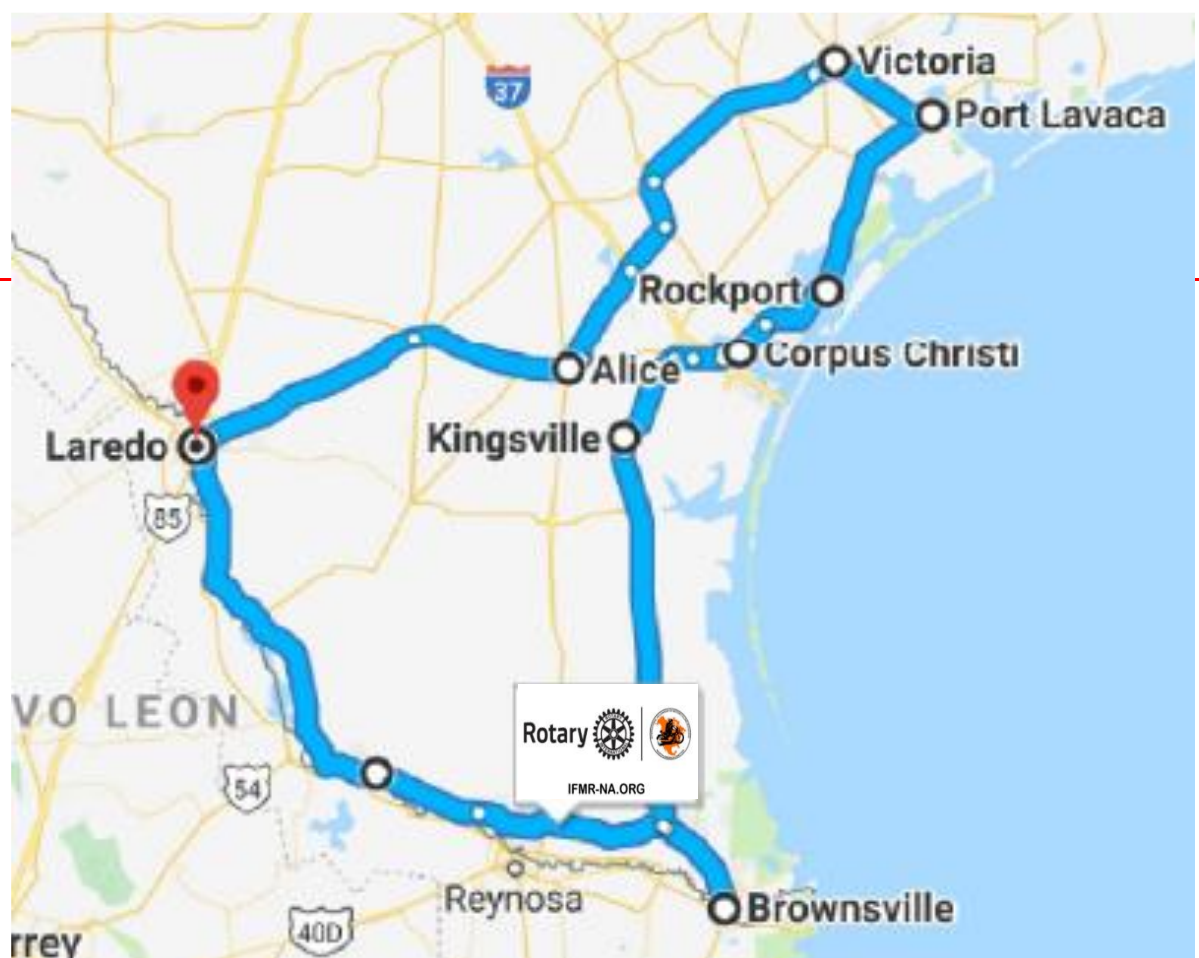 37
Victoria
Port Lavaca
Rockport
Corpus Christi
Alice
Laredo
Kingsville
85
VO LEON
Rotary
IFMR-NA.ORG
54
Reynosa
Brownsville
40D
rrey